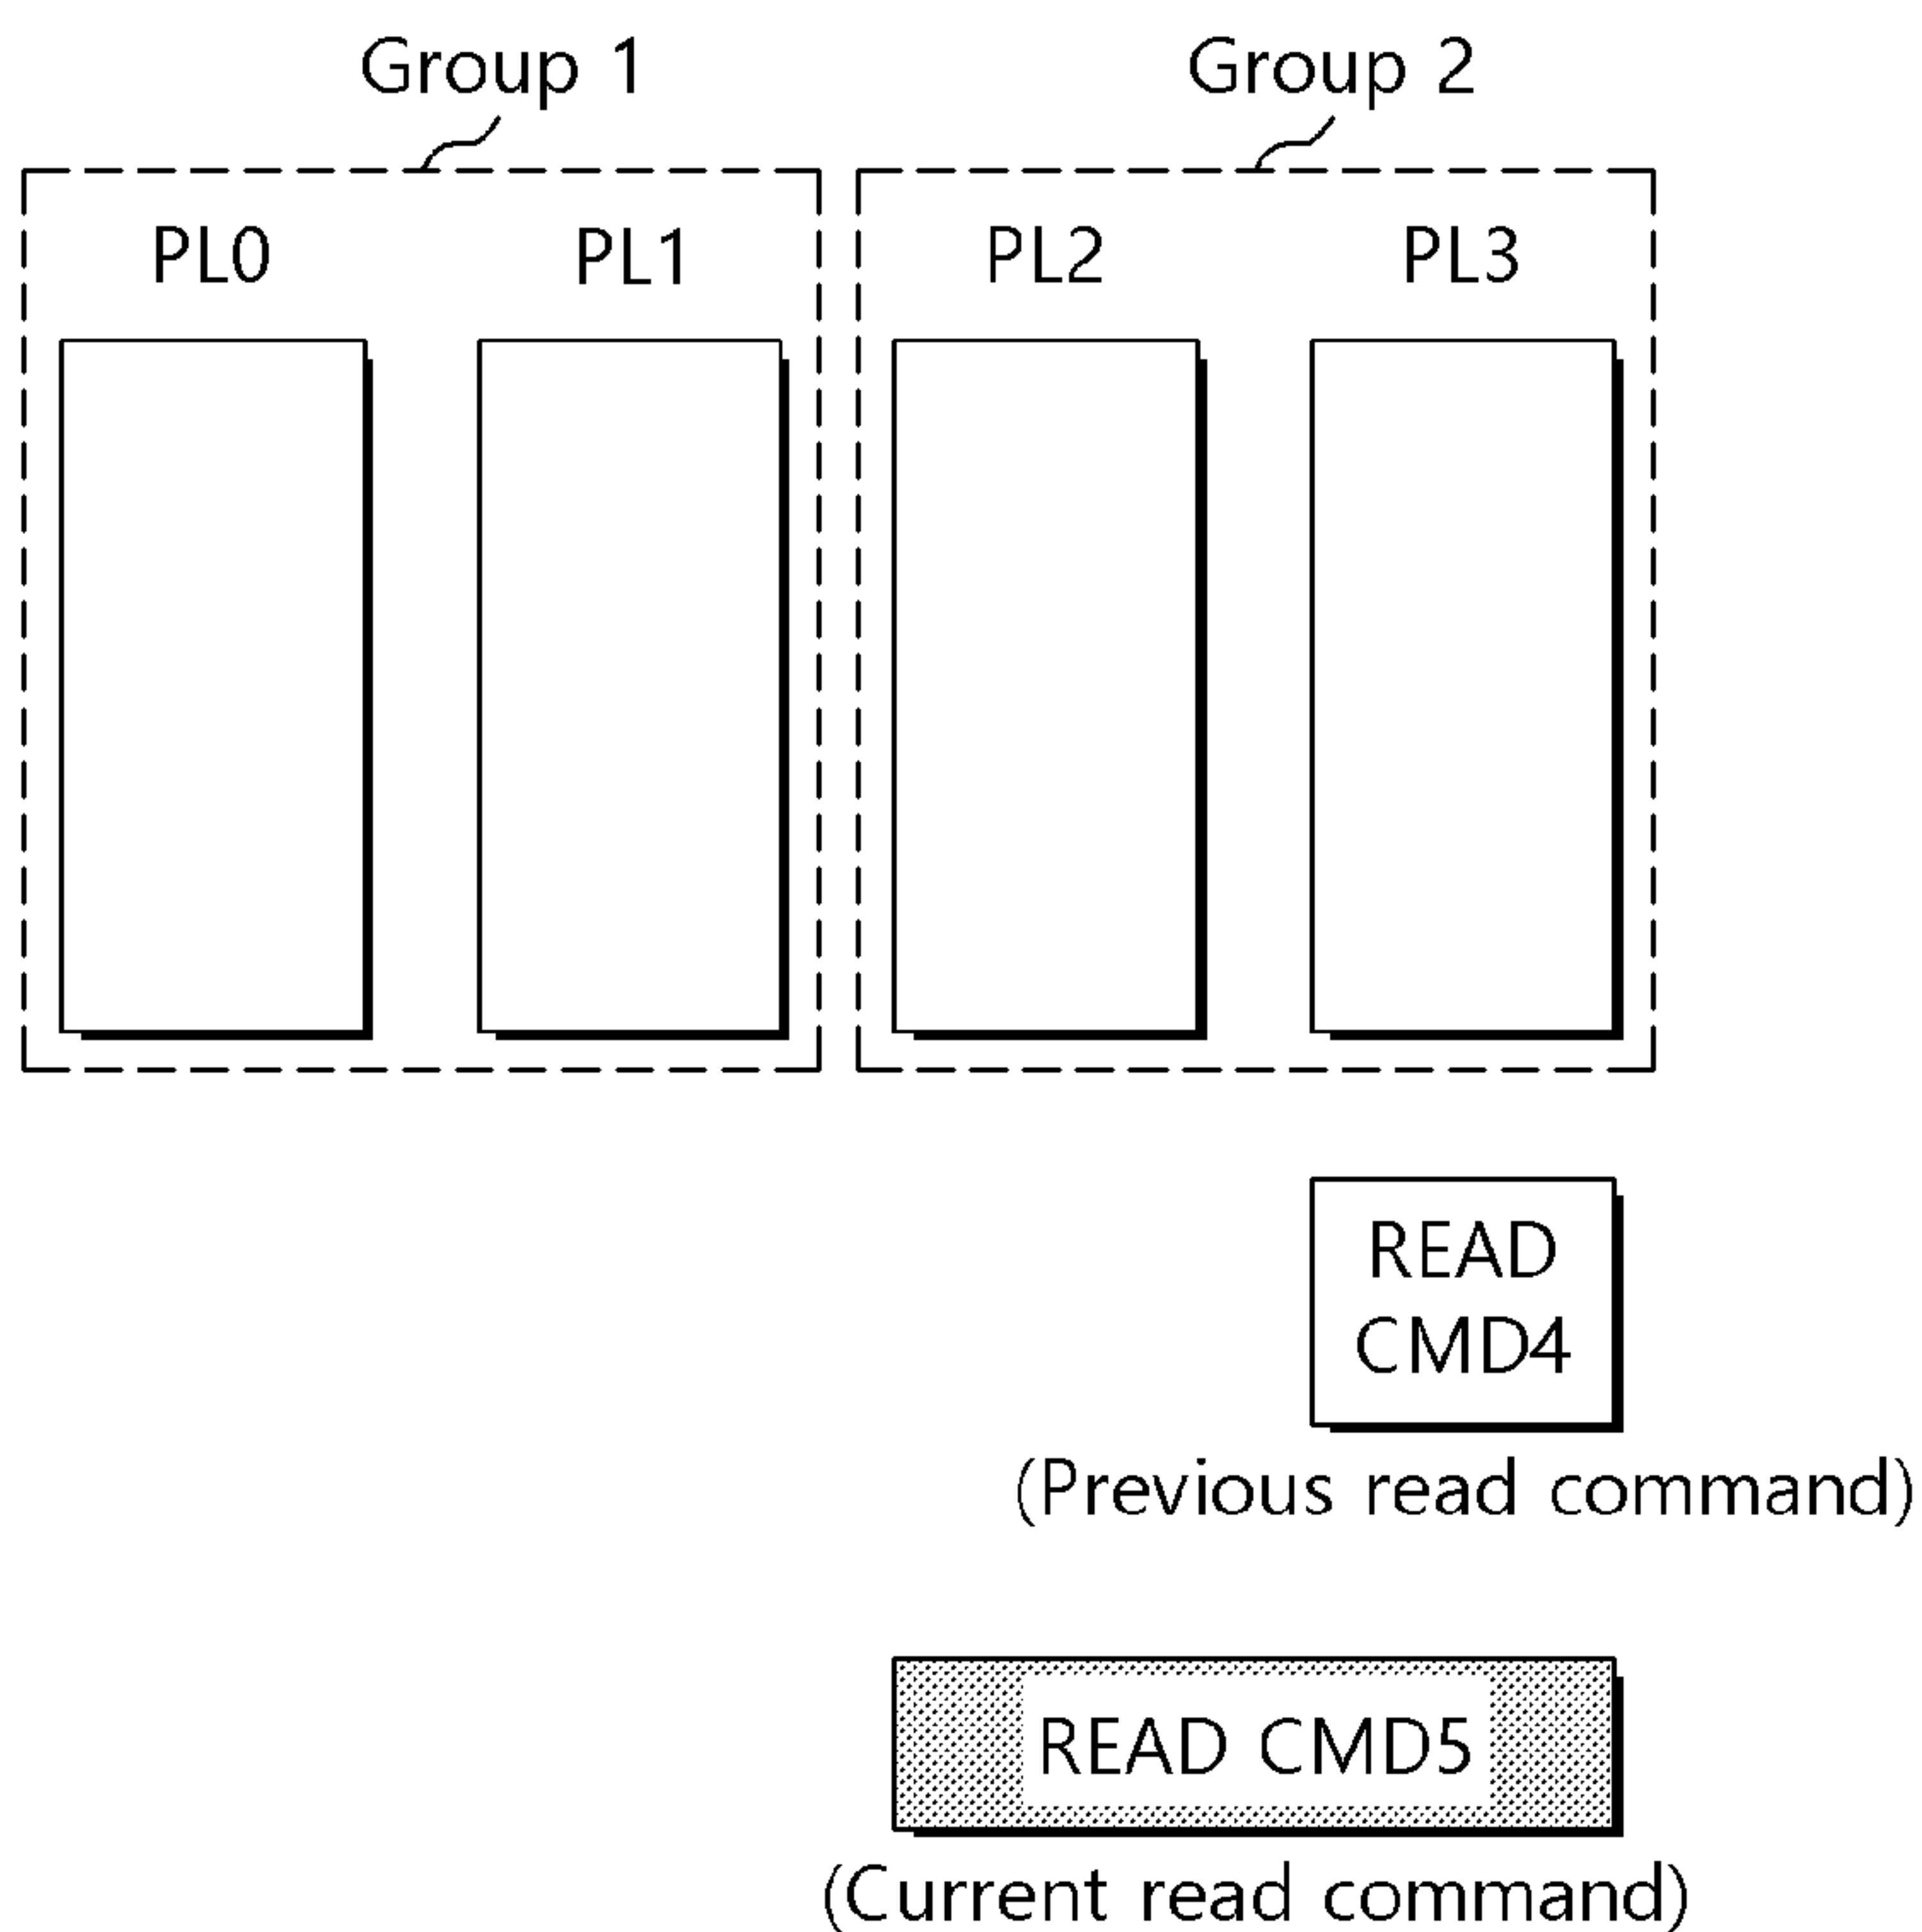 Group 1
Group 2
PL0
PL1
PL2
PL3
READ
CMD4
(Previous read command)
READ CMD5
(Current read command)